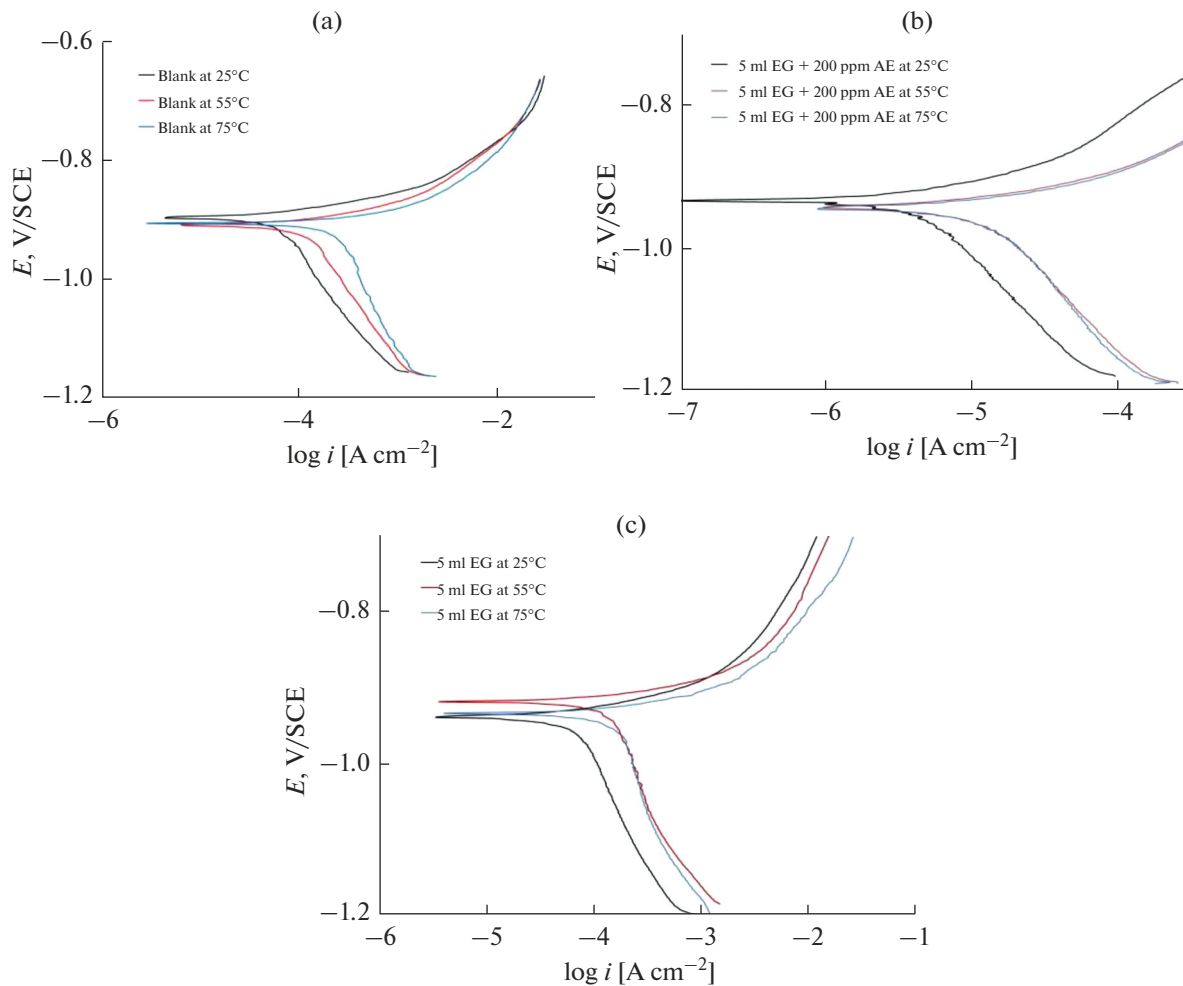 (a)
−0.6
Blank at 25°C
Blank at 55°C
Blank at 75°C
−0.8
E, V/SCE
−1.0
−1.2
−6
−4
−2
log i [A cm−2]
(b)
5 ml EG + 200 ppm AE at 25°C
5 ml EG + 200 ppm AE at 55°C
5 ml EG + 200 ppm AE at 75°C
−0.8
E, V/SCE
−1.0
−1.2
−7
−6
−5
−4
log i [A cm−2]
(c)
5 ml EG at 25°C
5 ml EG at 55°C
5 ml EG at 75°C
−0.8
E, V/SCE
−1.0
−1.2
−6
−5
−4
−3
−2
−1
log i [A cm−2]